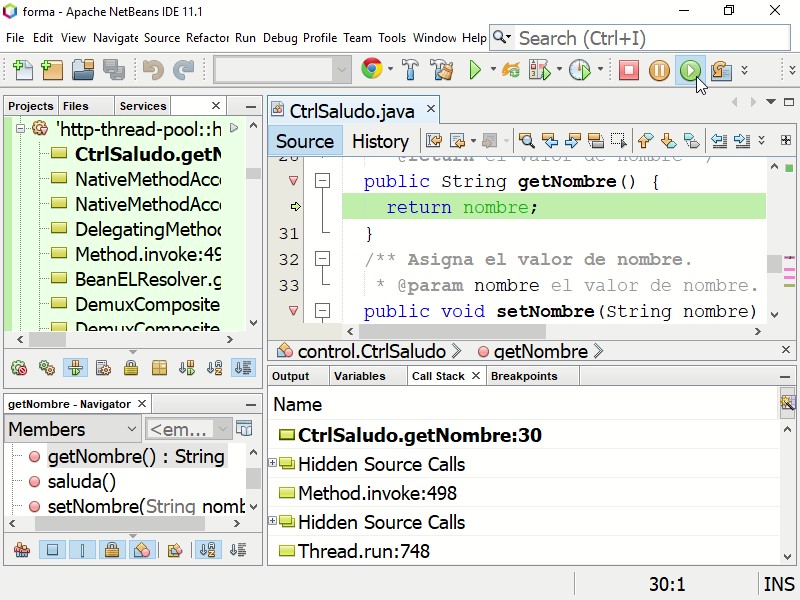 forma - Apache NetBeans IDE 11.1
File Edit View Navigate Source Refactor Run Debug Profile Team Tools Window Help
Search (Ctrl+I)
Projects Files Services
'http-thread-pool::h
CtrlSaludo.getN
NativeMethodAcce
NativeMethodAcce
DelegatingMethod
Method.invoke:49
BeanELResolver.g
DemuxComposite
DemuxComposite
getNombre - Navigator
Members
<em...
getNombre() : String
saluda()
setNombre(String nomb
CtrlSaludo.java
Source History
* @return el valor de nombre */
public String getNombre() {
return nombre;
31 }
32 /** Asigna el valor de nombre.
33 * @param nombre el valor de nombre.
public void setNombre(String nombre)
control.CtrlSaludo getNombre
Output Variables Call Stack Breakpoints
Name
CtrlSaludo.getNombre:30
Hidden Source Calls
Method.invoke:498
Hidden Source Calls
Thread.run:748
30:1 INS